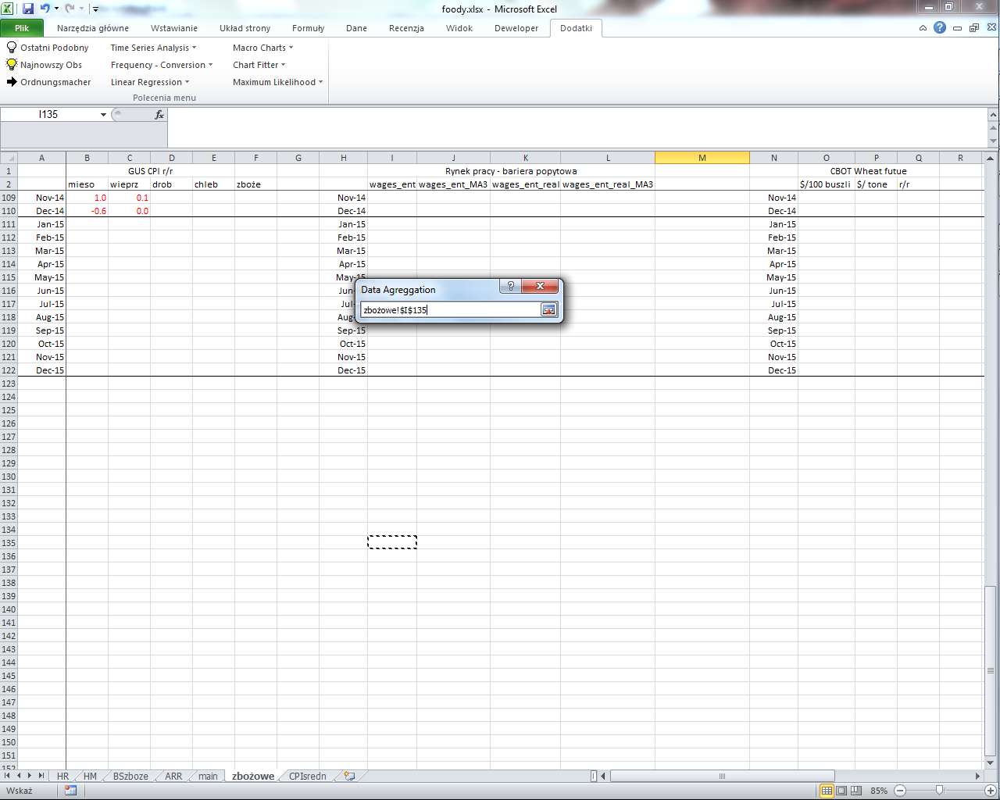 foody.xlsx - Microsoft Excel
Plik Narzędzia główne Wstawianie Układ strony Formuły Dane Recenzja Widok Deweloper Dodatki
Ostatni Podobny Time Series Analysis Macro Charts
Najnowszy Obs Frequency - Conversion Chart Fitter
Ordnungsmacher Linear Regression Maximum Likelihood
Polecenia menu
I135 fx
A B C D E F G H I J K L M N O P Q R
1 GUS CPI r/r Rynek pracy - bariera popytowa CBOT Wheat futue
2 mieso wieprz drob chleb zboże wages_ent wages_ent_MA3 wages_ent_real wages_ent_real_MA3 $/100 buszli $/ tone r/r
109 Nov-14 1.0 0.1 Nov-14 Nov-14
110 Dec-14 -0.6 0.0 Dec-14 Dec-14
111 Jan-15 Jan-15 Jan-15
112 Feb-15 Feb-15 Feb-15
113 Mar-15 Mar-15 Mar-15
114 Apr-15 Apr-15 Apr-15
115 May-15 May-15 May-15
116 Jun-15 Jun- Jun-15
117 Jul-15 Jul- Jul-15
118 Aug-15 Aug- Aug-15
119 Sep-15 Sep-15 Sep-15
120 Oct-15 Oct-15 Oct-15
121 Nov-15 Nov-15 Nov-15
122 Dec-15 Dec-15 Dec-15
Data Agreggation
zbożowe!$I$135
123
124
125
126
127
128
129
130
131
132
133
134
135
136
137
138
139
140
141
142
143
144
145
146
147
148
149
150
151
152
HR HM BSzboze ARR main zbożowe CPIsredn
Wskaż 85%